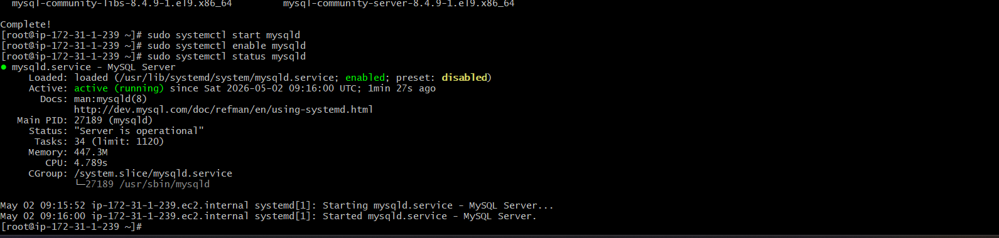 mysql-community-libs-8.4.9-1.el9.x86_64 mysql-community-server-8.4.9-1.el9.x86_64
Complete!
[root@ip-172-31-1-239 ~]# sudo systemctl start mysqld
[root@ip-172-31-1-239 ~]# sudo systemctl enable mysqld
[root@ip-172-31-1-239 ~]# sudo systemctl status mysqld
● mysqld.service - MySQL Server
Loaded: loaded (/usr/lib/systemd/system/mysqld.service; enabled; preset: disabled)
Active: active (running) since Sat 2026-05-02 09:16:00 UTC; 1min 27s ago
Docs: man:mysqld(8)
http://dev.mysql.com/doc/refman/en/using-systemd.html
Main PID: 27189 (mysqld)
Status: "Server is operational"
Tasks: 34 (limit: 1120)
Memory: 447.3M
CPU: 4.789s
CGroup: /system.slice/mysqld.service
└─27189 /usr/sbin/mysqld
May 02 09:15:52 ip-172-31-1-239.ec2.internal systemd[1]: Starting mysqld.service - MySQL Server...
May 02 09:16:00 ip-172-31-1-239.ec2.internal systemd[1]: Started mysqld.service - MySQL Server.
[root@ip-172-31-1-239 ~]#